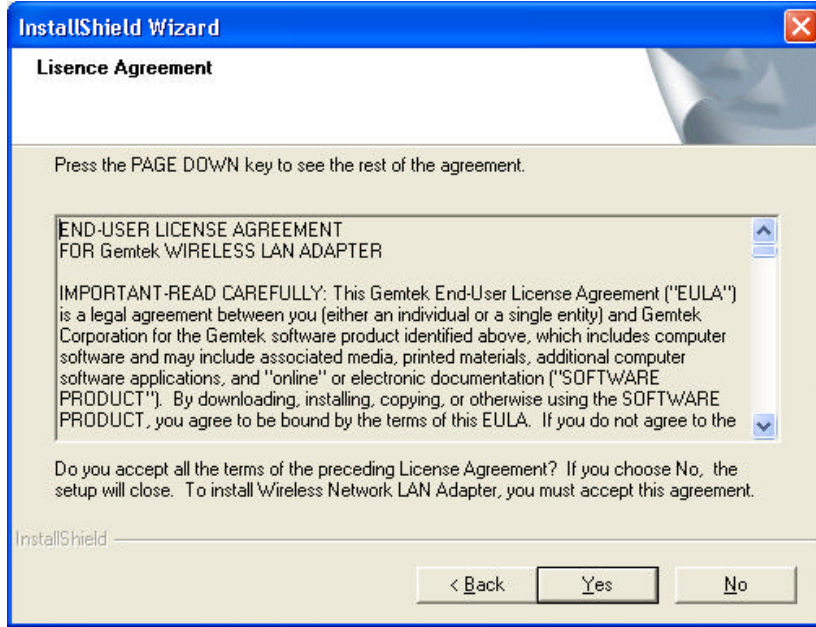 InstallShield Wizard
Lisence Agreement
Press the PAGE DOWN key to see the rest of the agreement.
END-USER LICENSE AGREEMENT
FOR Gemtek WIRELESS LAN ADAPTER
IMPORTANT-READ CAREFULLY: This Gemtek End-User License Agreement ("EULA")
is a legal agreement between you (either an individual or a single entity) and Gemtek
Corporation for the Gemtek software product identified above, which includes computer
software and may include associated media, printed materials, additional computer
software applications, and "online" or electronic documentation ("SOFTWARE
PRODUCT").  By downloading, installing, copying, or otherwise using the SOFTWARE
PRODUCT, you agree to be bound by the terms of this EULA.  If you do not agree to the
Do you accept all the terms of the preceding License Agreement?  If you choose No,  the
setup will close.  To install Wireless Network LAN Adapter, you must accept this agreement.
InstallShield
< Back
Yes
No